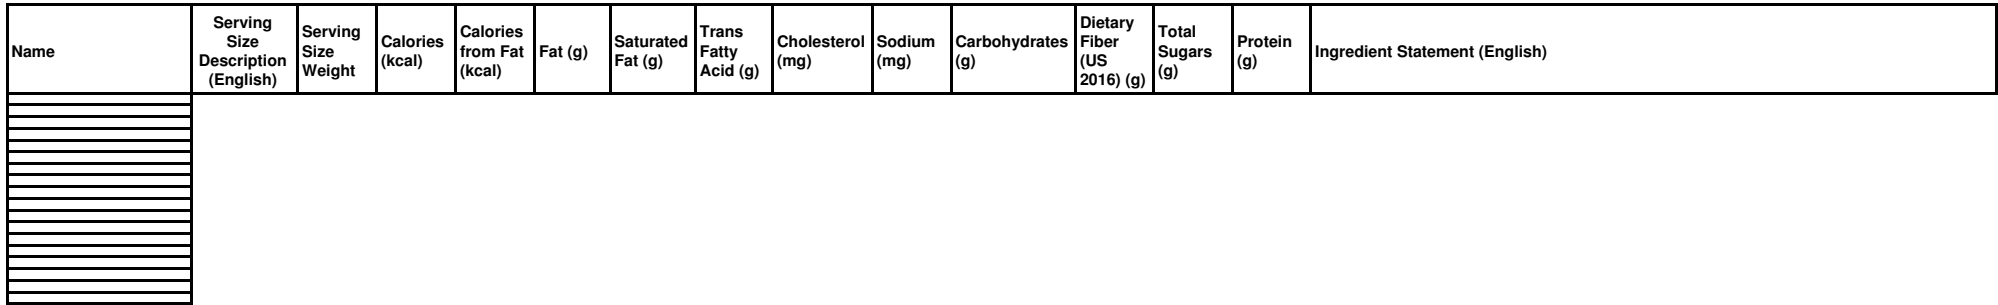 Name
Serving
Size
Description
(English)
Serving
Size
Weight
Calories
(kcal)
Calories
from Fat
(kcal)
Fat (g)
Saturated
Fat (g)
Trans
Fatty
Acid (g)
Cholesterol
(mg)
Sodium
(mg)
Carbohydrates
(g)
Dietary
Fiber
(US
2016) (g)
Total
Sugars
(g)
Protein
(g)
Ingredient Statement (English)